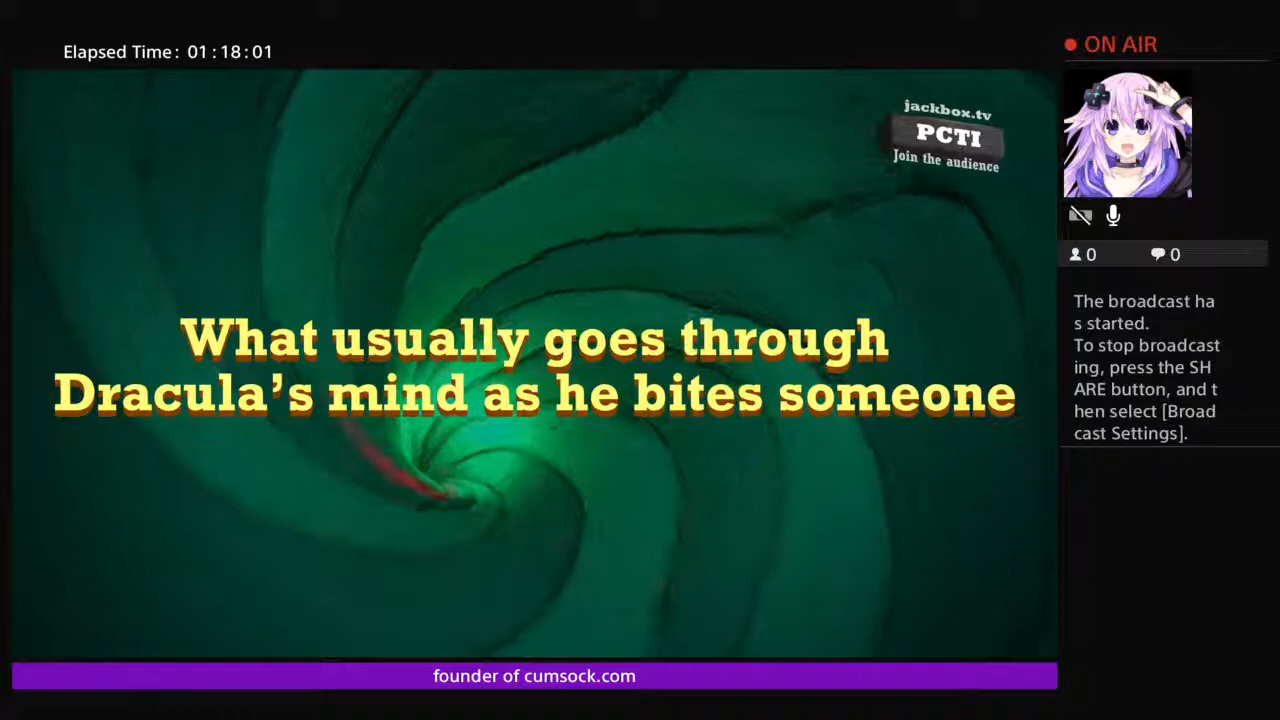 Elapsed Time: 01:18:01
ON AIR
jackbox.tv
PCTI
Join the audience
What usually goes through
Dracula's mind as he bites someone
0 0
The broadcast ha
s started.
To stop broadcast
ing, press the SH
ARE button, and t
hen select [Broad
cast Settings].
founder of cumsock.com